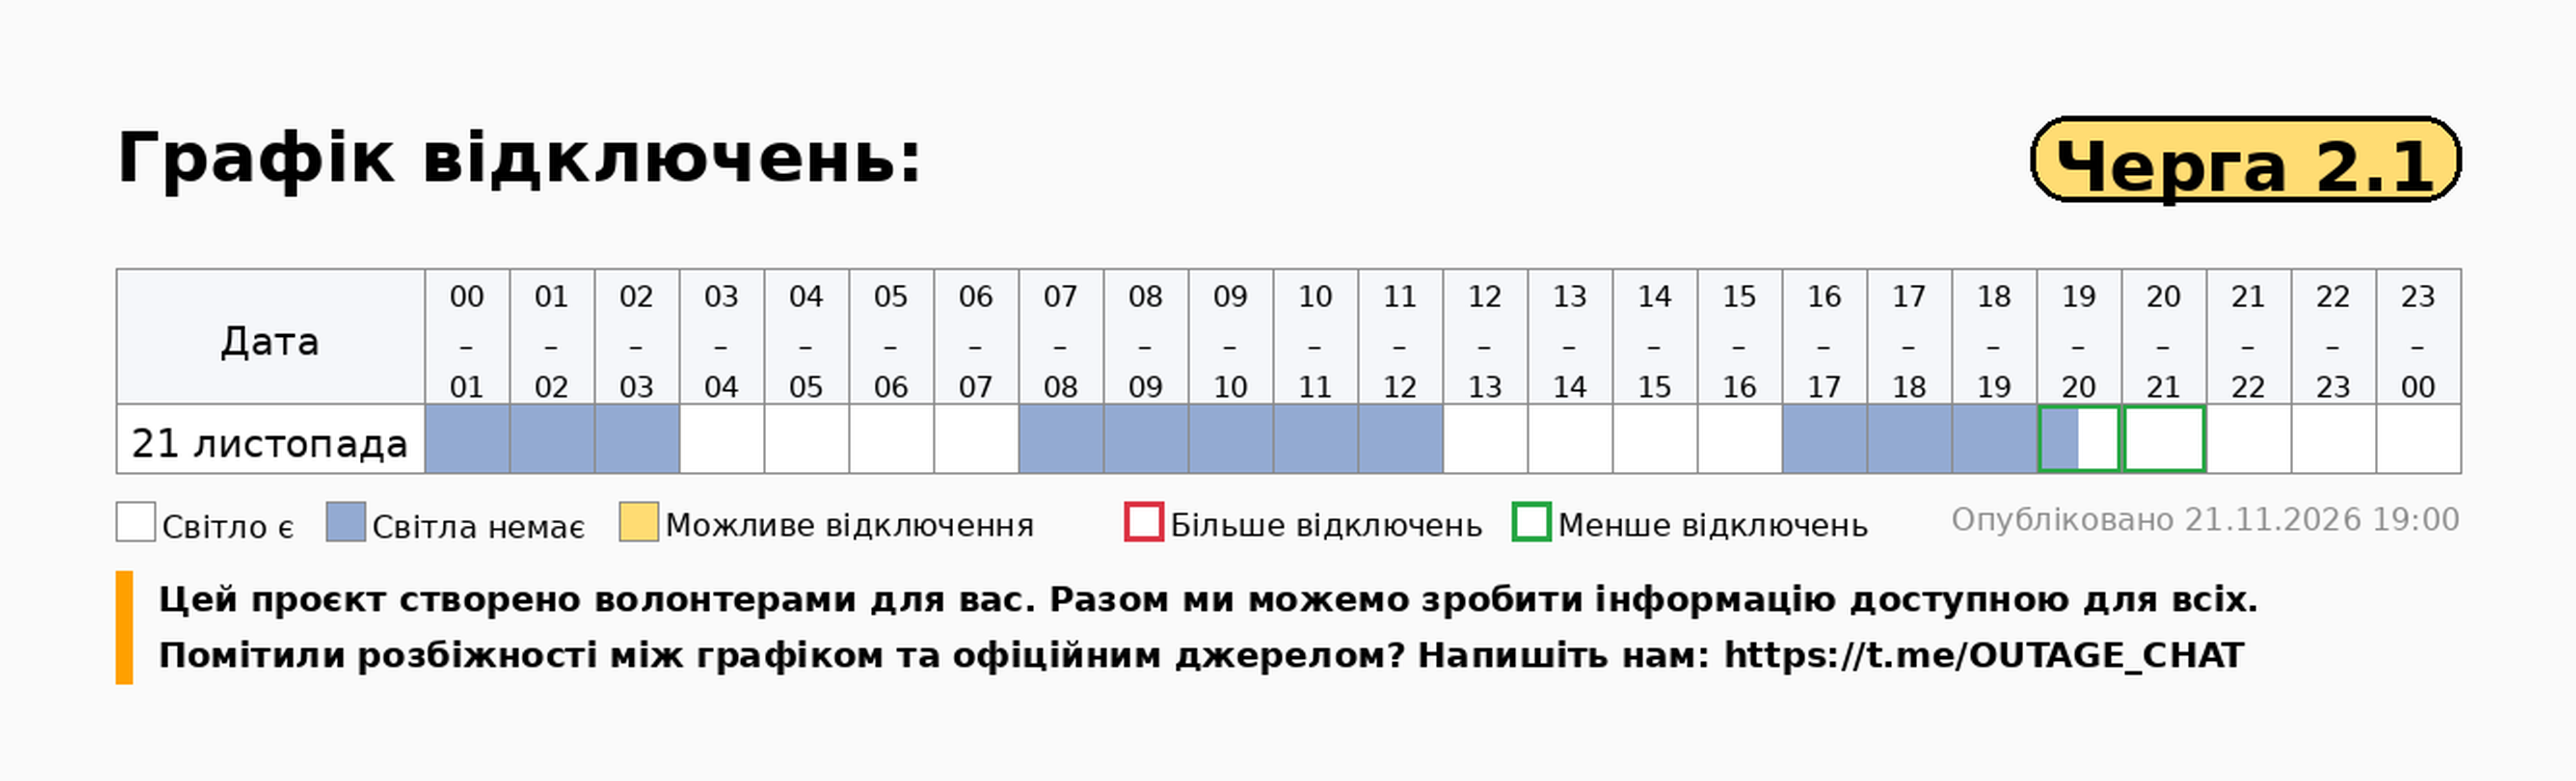 Графік відключень:
Черга 2.1
Дата 00 – 01 01 – 02 02 – 03 03 – 04 04 – 05 05 – 06 06 – 07 07 – 08 08 – 09 09 – 10 10 – 11 11 – 12 12 – 13 13 – 14 14 – 15 15 – 16 16 – 17 17 – 18 18 – 19 19 – 20 20 – 21 21 – 22 22 – 23 23 – 00
21 листопада
Світло є Світла немає Можливе відключення Більше відключень Менше відключень Опубліковано 21.11.2026 19:00
Цей проєкт створено волонтерами для вас. Разом ми можемо зробити інформацію доступною для всіх.
Помітили розбіжності між графіком та офіційним джерелом? Напишіть нам: https://t.me/OUTAGE_CHAT